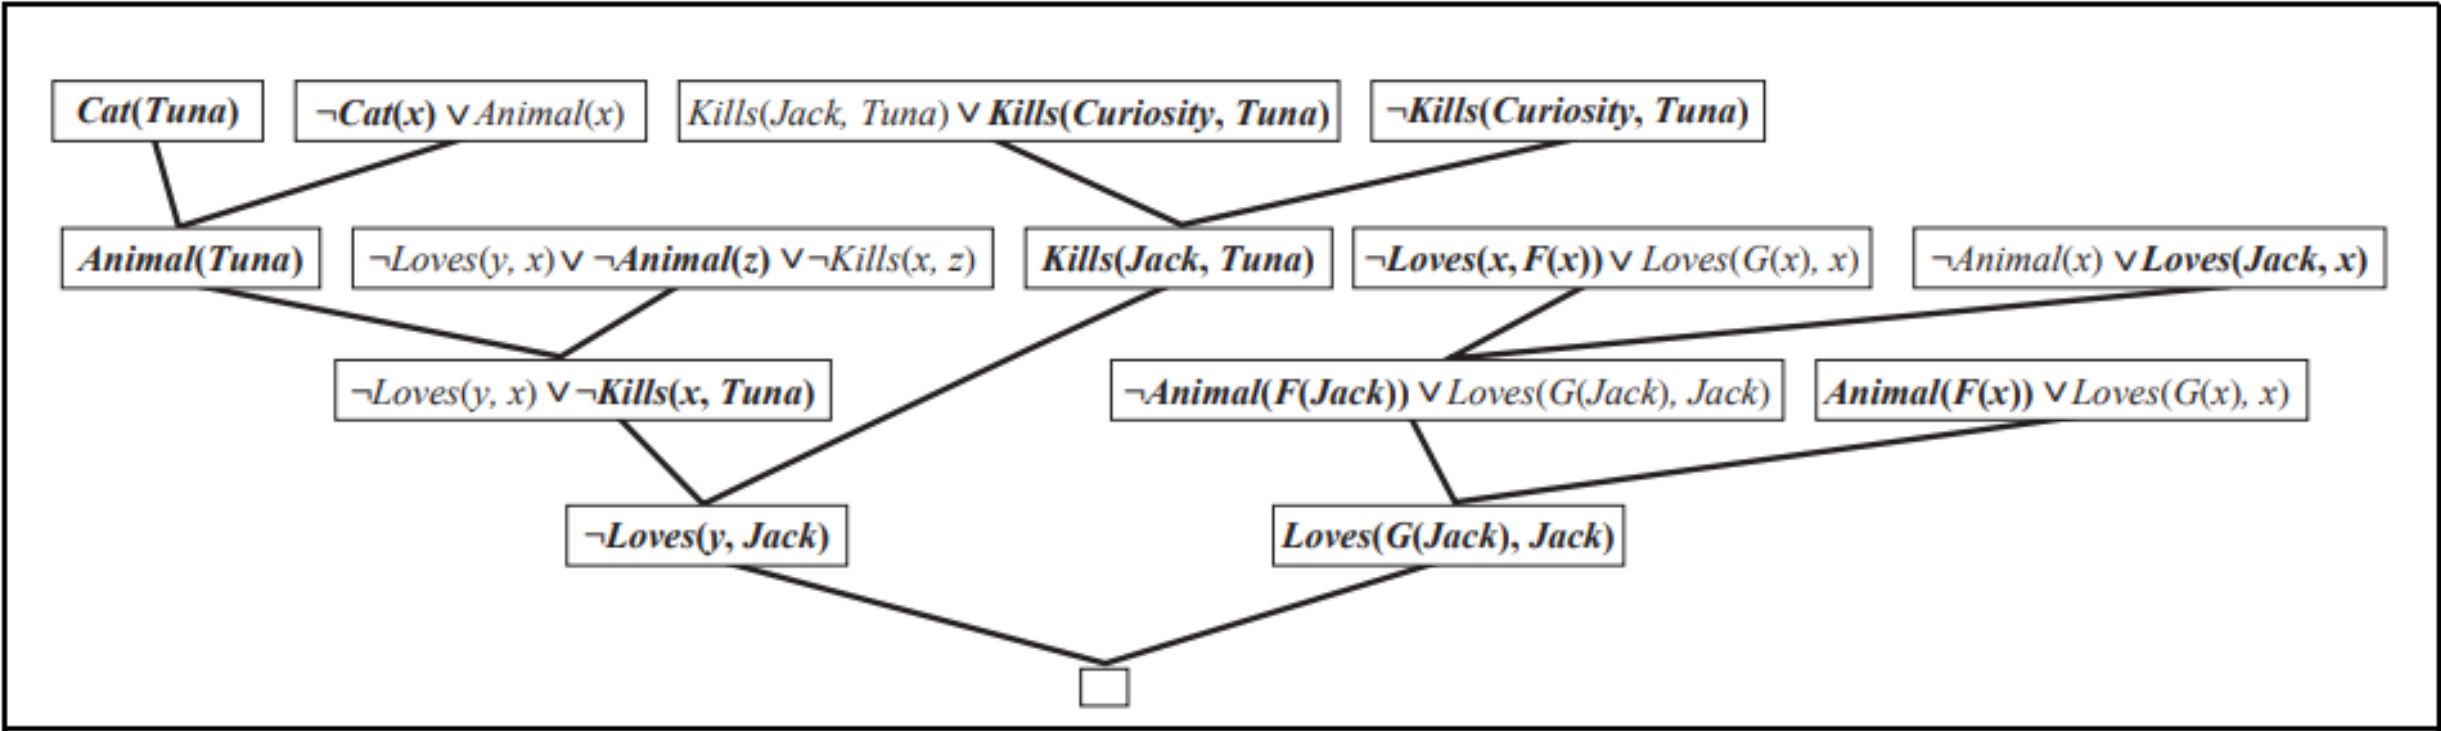 Cat(Tuna)
¬Cat(x) ∨ Animal(x)
Kills(Jack, Tuna) ∨ Kills(Curiosity, Tuna)
¬Kills(Curiosity, Tuna)
Animal(Tuna)
¬Loves(y, x) ∨ ¬Animal(z) ∨ ¬Kills(x, z)
Kills(Jack, Tuna)
¬Loves(x, F(x)) ∨ Loves(G(x), x)
¬Animal(x) ∨ Loves(Jack, x)
¬Loves(y, x) ∨ ¬Kills(x, Tuna)
¬Animal(F(Jack)) ∨ Loves(G(Jack), Jack)
Animal(F(x)) ∨ Loves(G(x), x)
¬Loves(y, Jack)
Loves(G(Jack), Jack)